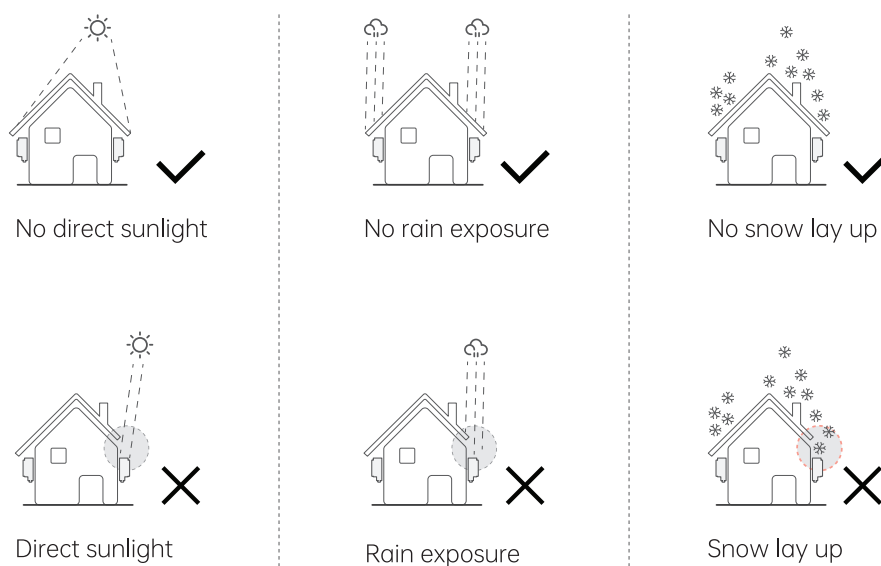 No direct sunlight
No rain exposure
No snow lay up
Direct sunlight
Rain exposure
Snow lay up